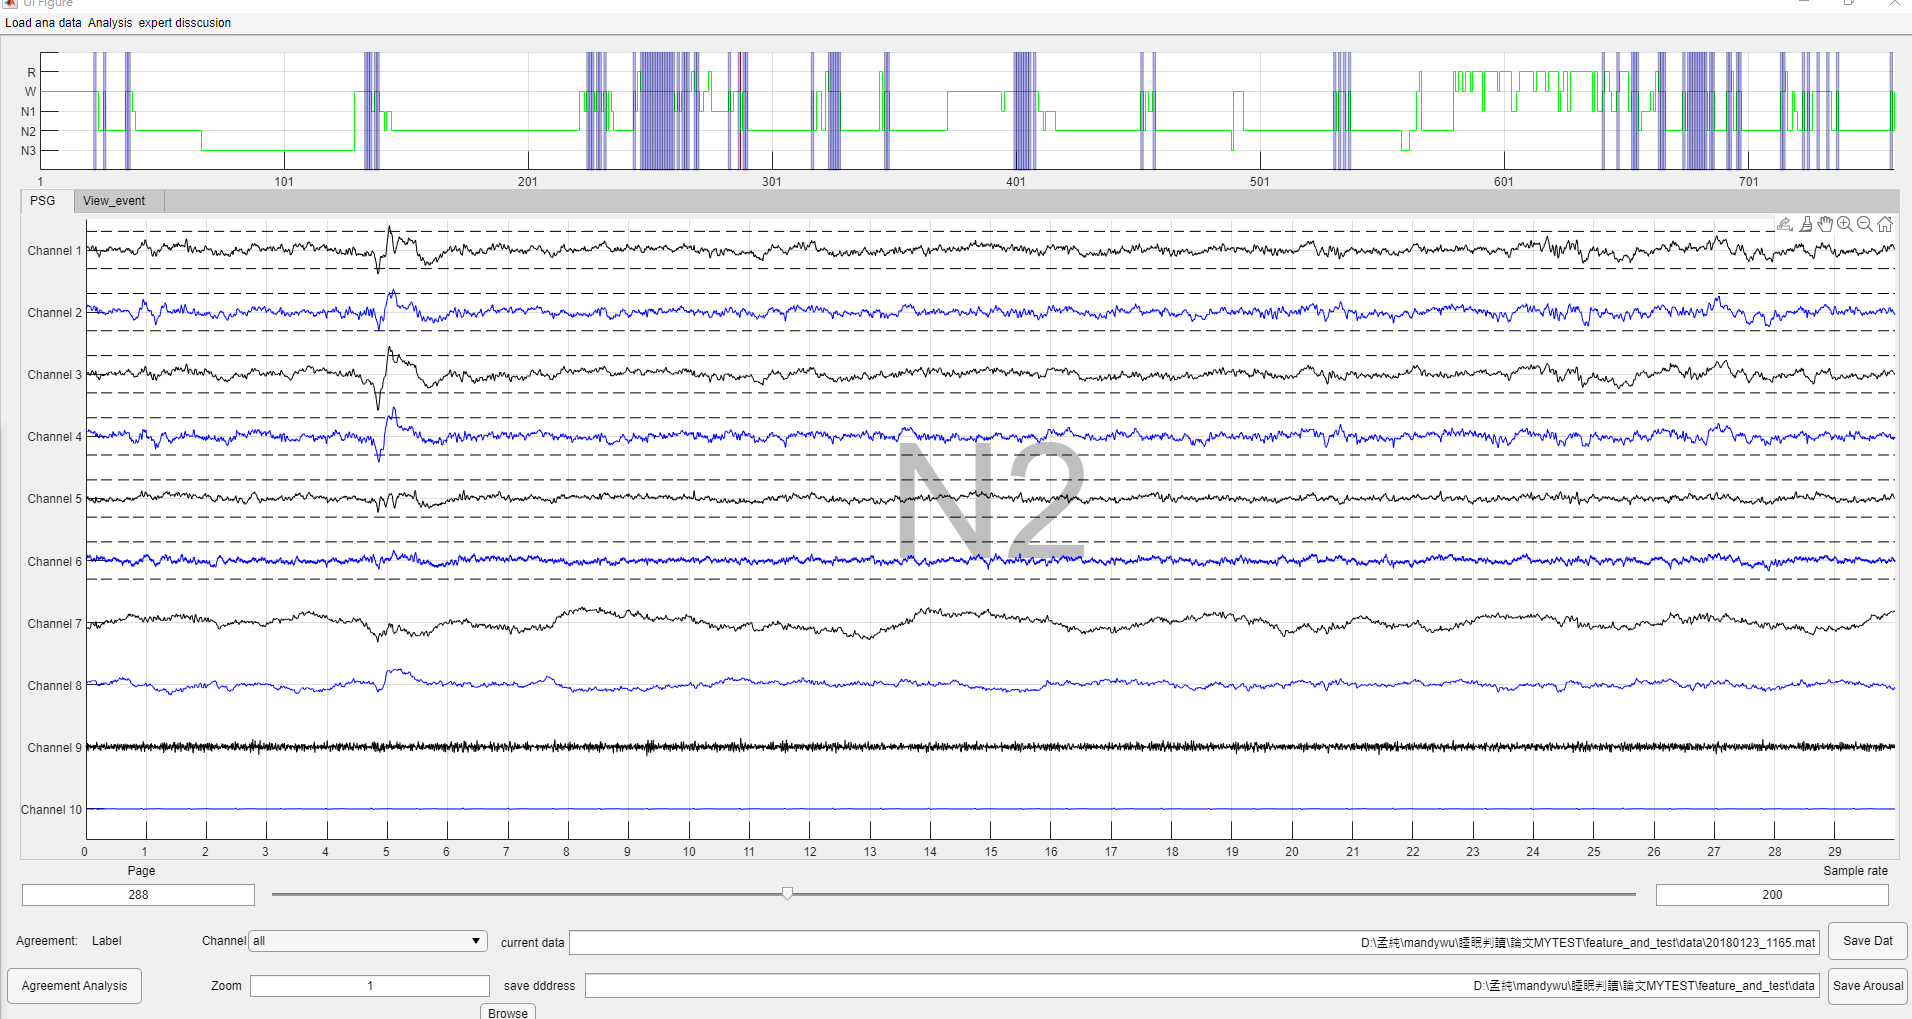 UI Figure
Load ana data Analysis expert disscusion
R
W
N1
N2
N3
1 101 201 301 401 501 601 701
PSG View_event
Channel 1
Channel 2
Channel 3
Channel 4
Channel 5
Channel 6
Channel 7
Channel 8
Channel 9
Channel 10
N2
0 1 2 3 4 5 6 7 8 9 10 11 12 13 14 15 16 17 18 19 20 21 22 23 24 25 26 27 28 29
Page Sample rate
288 200
Agreement: Label Channel all current data D:\孟純\mandywu\睡眠判讀\論文MYTEST\feature_and_test\data\20180123_1165.mat Save Dat
Agreement Analysis Zoom 1 save dddress D:\孟純\mandywu\睡眠判讀\論文MYTEST\feature_and_test\data Save Arousal
Browse